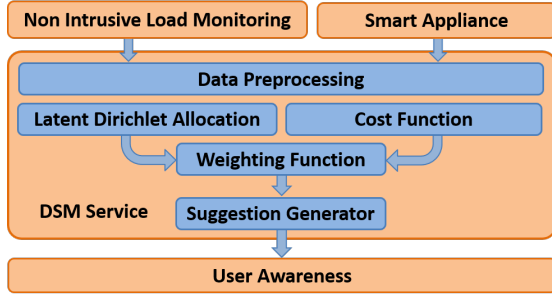 Non Intrusive Load Monitoring
Smart Appliance
Data Preprocessing
Latent Dirichlet Allocation
Cost Function
Weighting Function
DSM Service
Suggestion Generator
User Awareness